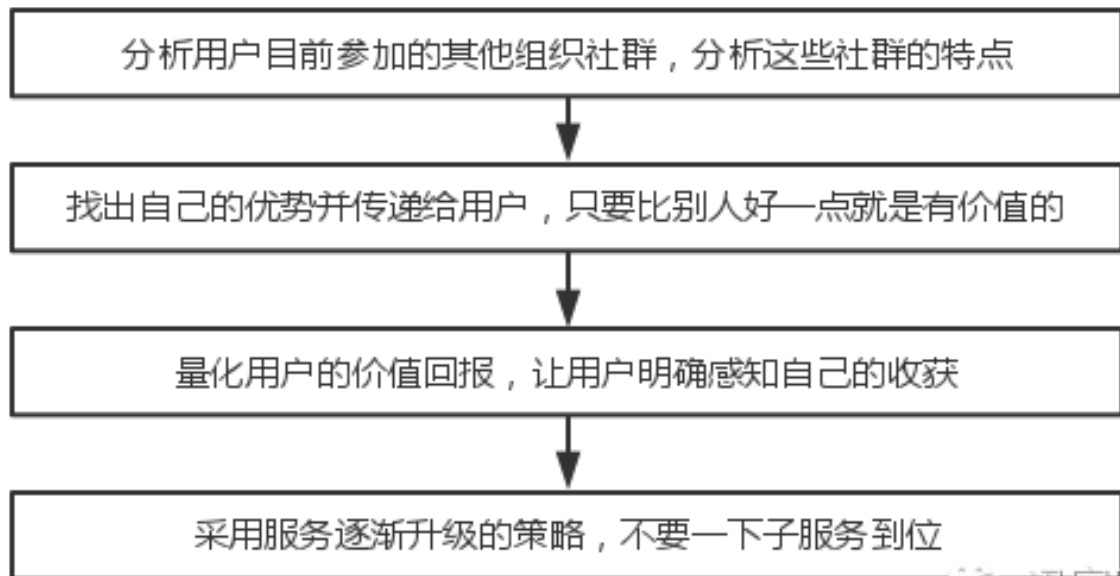 分析用户目前参加的其他组织社群，分析这些社群的特点
找出自己的优势并传递给用户，只要比别人好一点就是有价值的
量化用户的价值回报，让用户明确感知自己的收获
采用服务逐渐升级的策略，不要一下子服务到位